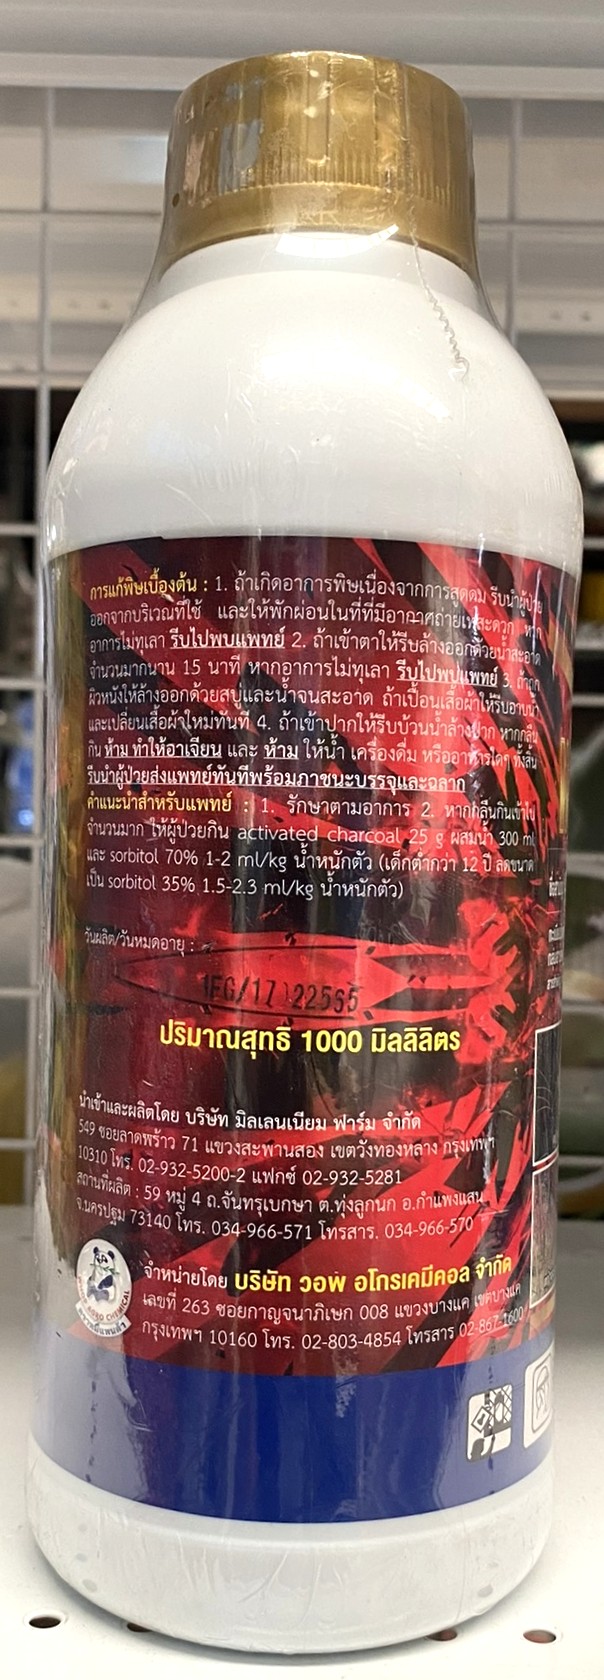 การแก้พิษเบื้องต้น : 1. ถ้าเกิดอาการพิษเนื่องจากการสูดดม รีบนำผู้ป่วย
ออกจากบริเวณที่ใช้ และให้พักผ่อนในที่ที่มีอากาศถ่ายเทสะดวก หาก
อาการไม่ทุเลา รีบไปพบแพทย์ 2. ถ้าเข้าตาให้รีบล้างออกด้วยน้ำสะอาด
จำนวนมากนาน 15 นาที หากอาการไม่ทุเลา รีบไปพบแพทย์ 3. ถ้าถูก
ผิวหนังให้ล้างออกด้วยสบู่และน้ำจนสะอาด ถ้าเปื้อนเสื้อผ้าให้รีบอาบน้ำ
และเปลี่ยนเสื้อผ้าใหม่ทันที 4. ถ้าเข้าปากให้รีบบ้วนน้ำล้างปาก หากกลืน
กิน ห้าม ทำให้อาเจียน และ ห้าม ให้น้ำ เครื่องดื่ม หรืออาหารใดๆ ทั้งสิ้น
รีบนำผู้ป่วยส่งแพทย์ทันทีพร้อมภาชนะบรรจุและฉลาก
คำแนะนำสำหรับแพทย์ : 1. รักษาตามอาการ 2. หากกลืนกินเข้าไป
จำนวนมาก ให้ผู้ป่วยกิน activated charcoal 25 g ผสมน้ำ 300 ml
และ sorbitol 70% 1-2 ml/kg น้ำหนักตัว (เด็กต่ำกว่า 12 ปี ลดขนาด
เป็น sorbitol 35% 1.5-2.3 ml/kg น้ำหนักตัว)
วันผลิต/วันหมดอายุ :
ปริมาณสุทธิ 1000 มิลลิลิตร
นำเข้าและผลิตโดย บริษัท มิลเลนเนียม ฟาร์ม จำกัด
549 ซอยลาดพร้าว 71 แขวงสะพานสอง เขตวังทองหลาง กรุงเทพฯ
10310 โทร. 02-932-5200-2 แฟกซ์ 02-932-5281
สถานที่ผลิต : 59 หมู่ 4 ถ.จันทรุเบกษา ต.ทุ่งลูกนก อ.กำแพงแสน
จ.นครปฐม 73140 โทร. 034-966-571 โทรสาร. 034-966-570
จำหน่ายโดย บริษัท วอพ อโกรเคมีคอล จำกัด
เลขที่ 263 ซอยกาญจนาภิเษก 008 แขวงบางแค เขตบางแค
กรุงเทพฯ 10160 โทร. 02-803-4854 โทรสาร 02-867-1600